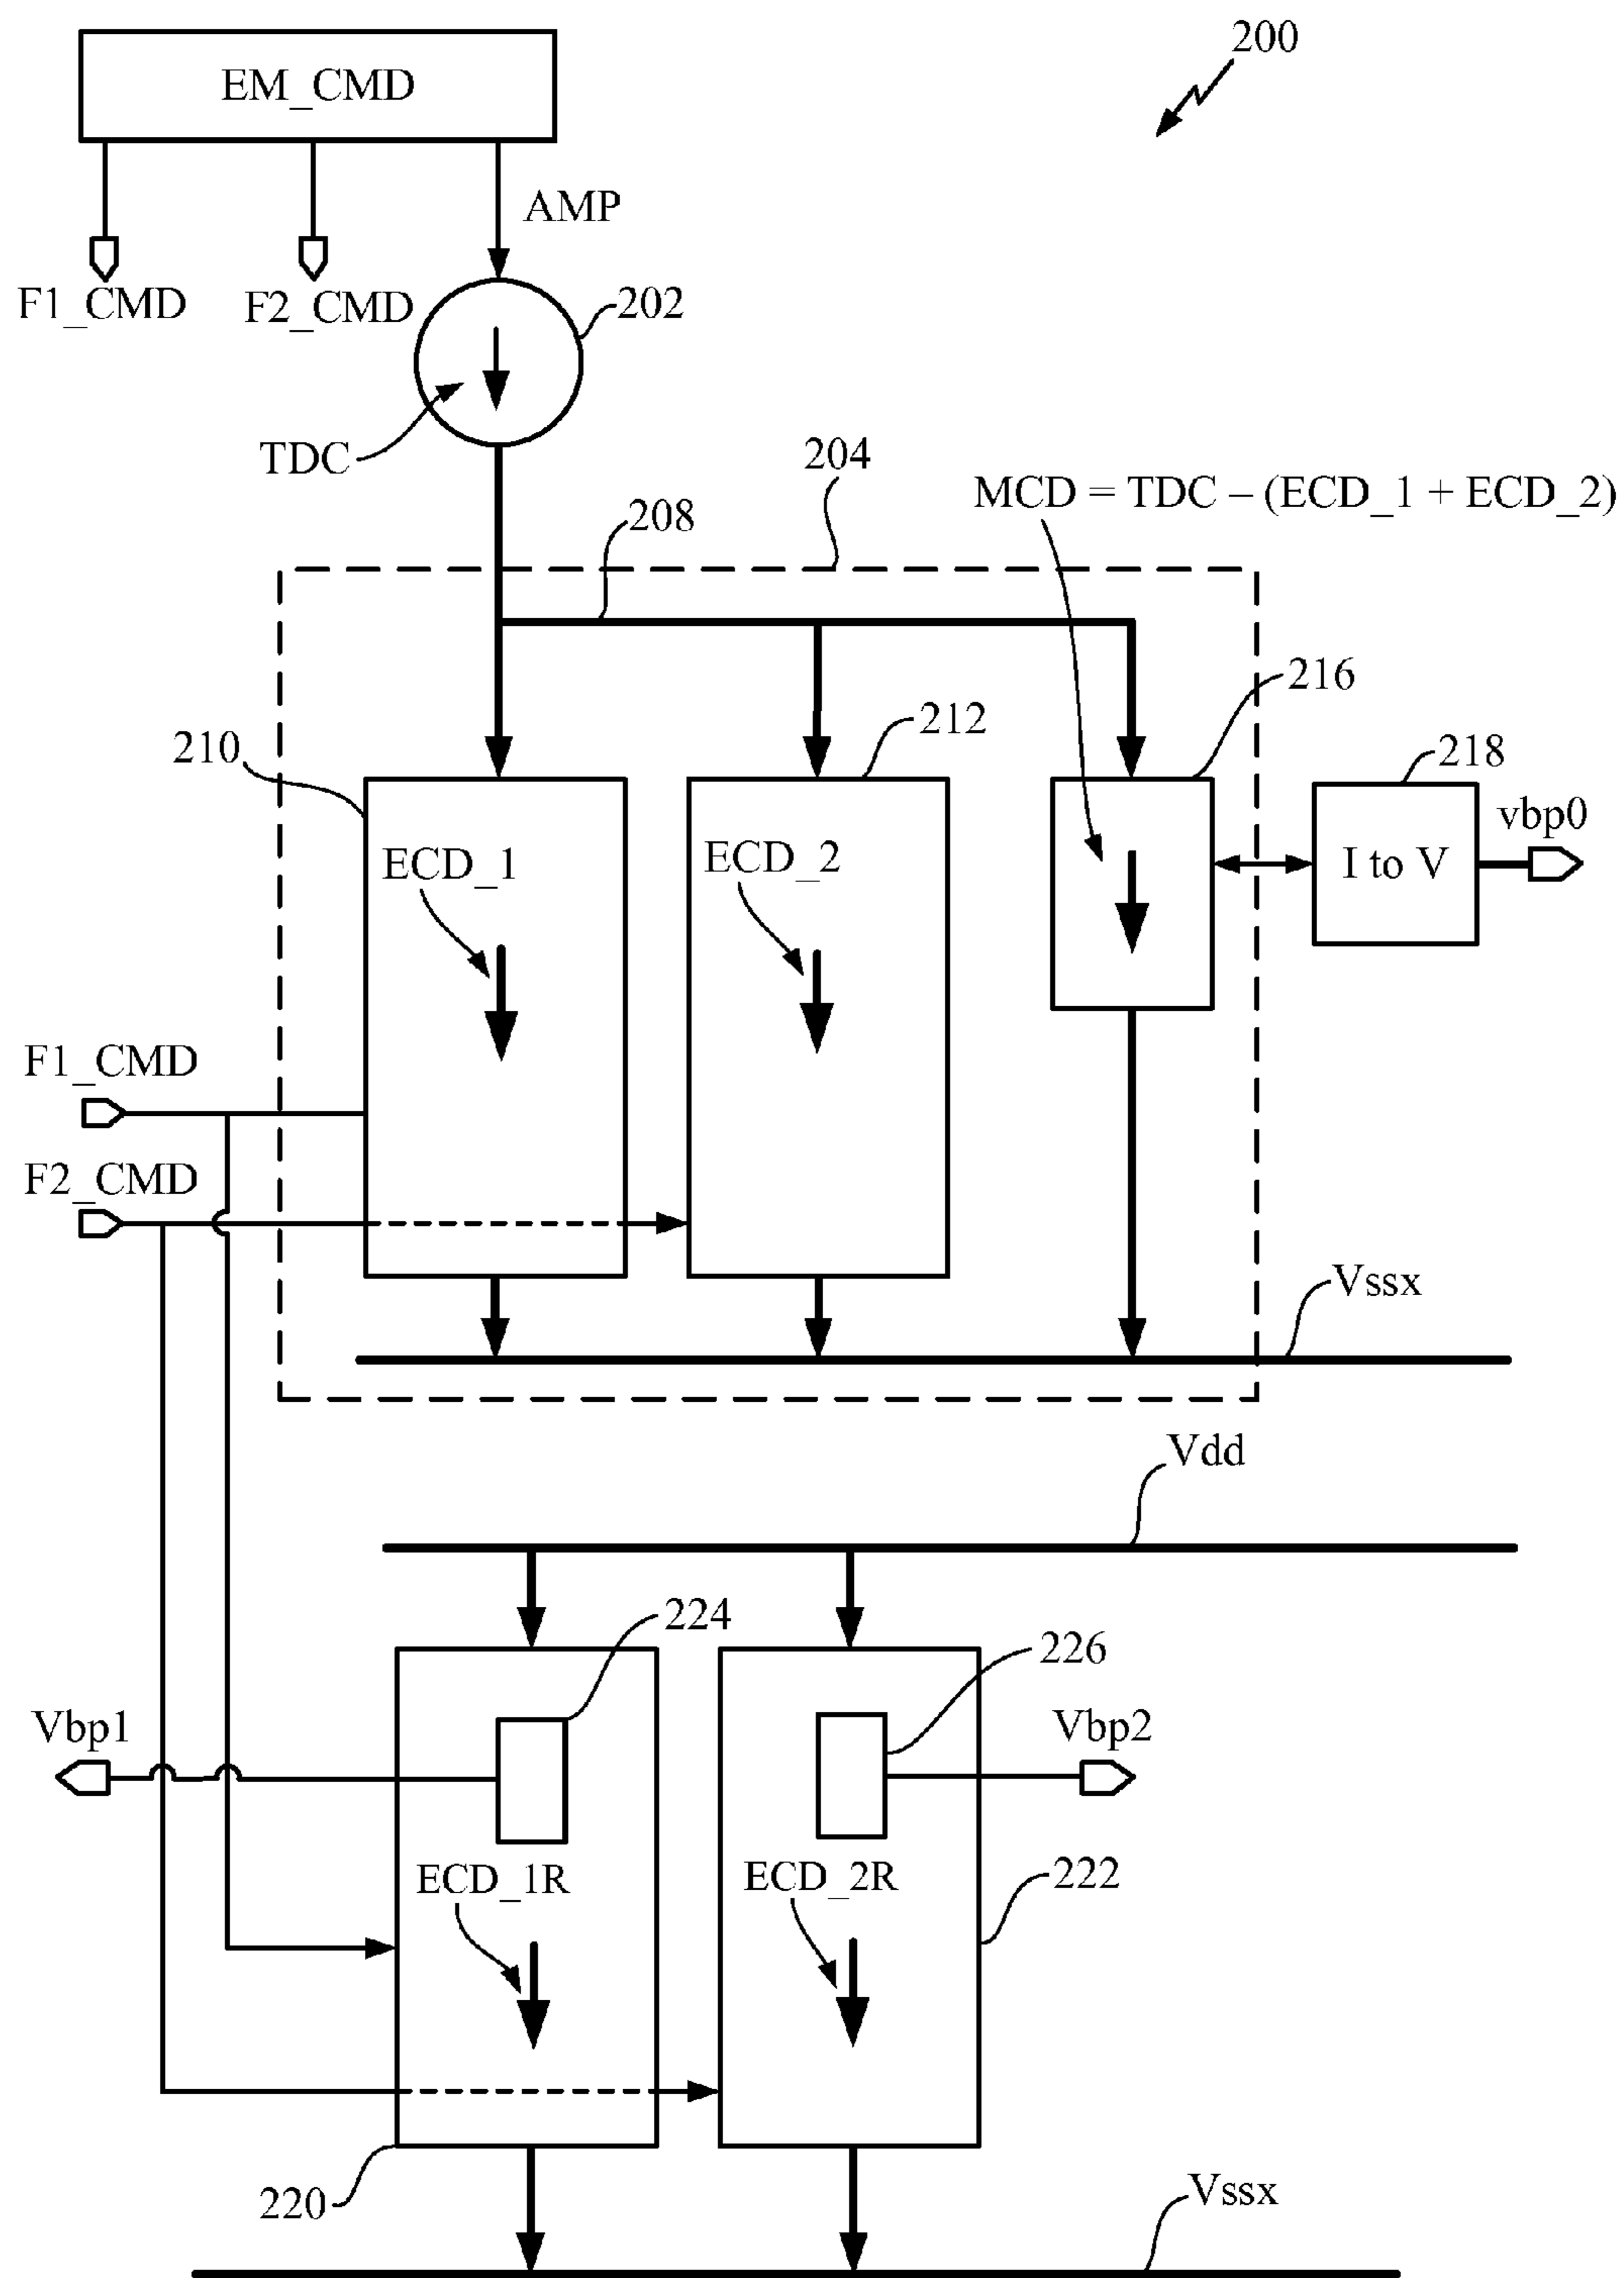 200
EM_CMD
AMP
F1_CMD
F2_CMD
202
TDC
204
MCD = TDC – (ECD_1 + ECD_2)
208
216
212
210
218
vbp0
ECD_1
ECD_2
I to V
F1_CMD
F2_CMD
Vssx
Vdd
224
226
Vbp1
Vbp2
ECD_1R
ECD_2R
222
220
Vssx